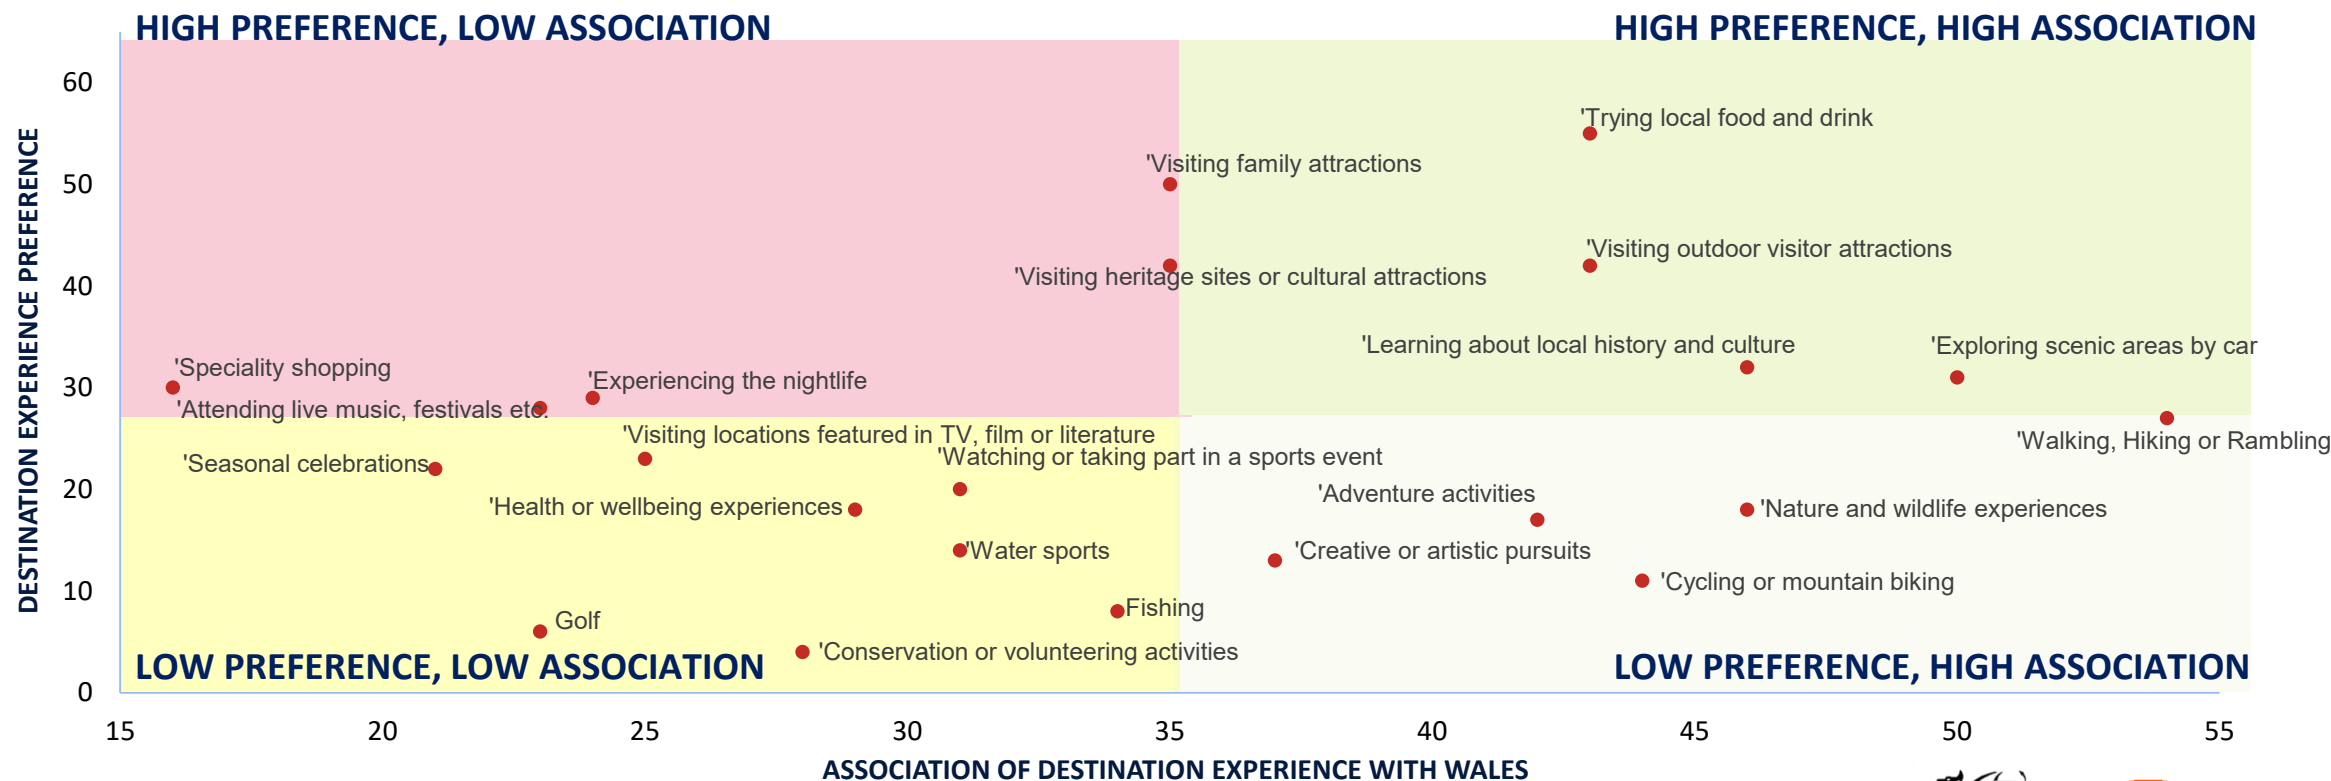 HIGH PREFERENCE, LOW ASSOCIATION
HIGH PREFERENCE, HIGH ASSOCIATION
DESTINATION EXPERIENCE PREFERENCE
60
50
40
30
20
10
0
'Trying local food and drink
'Visiting family attractions
'Visiting outdoor visitor attractions
'Visiting heritage sites or cultural attractions
'Learning about local history and culture
'Exploring scenic areas by car
'Speciality shopping
'Experiencing the nightlife
'Attending live music, festivals etc.
'Visiting locations featured in TV, film or literature
'Walking, Hiking or Rambling
'Seasonal celebrations
'Watching or taking part in a sports event
'Adventure activities
'Health or wellbeing experiences
'Nature and wildlife experiences
'Water sports
'Creative or artistic pursuits
'Cycling or mountain biking
Fishing
Golf
'Conservation or volunteering activities
LOW PREFERENCE, LOW ASSOCIATION
LOW PREFERENCE, HIGH ASSOCIATION
15
20
25
30
35
40
45
50
55
ASSOCIATION OF DESTINATION EXPERIENCE WITH WALES